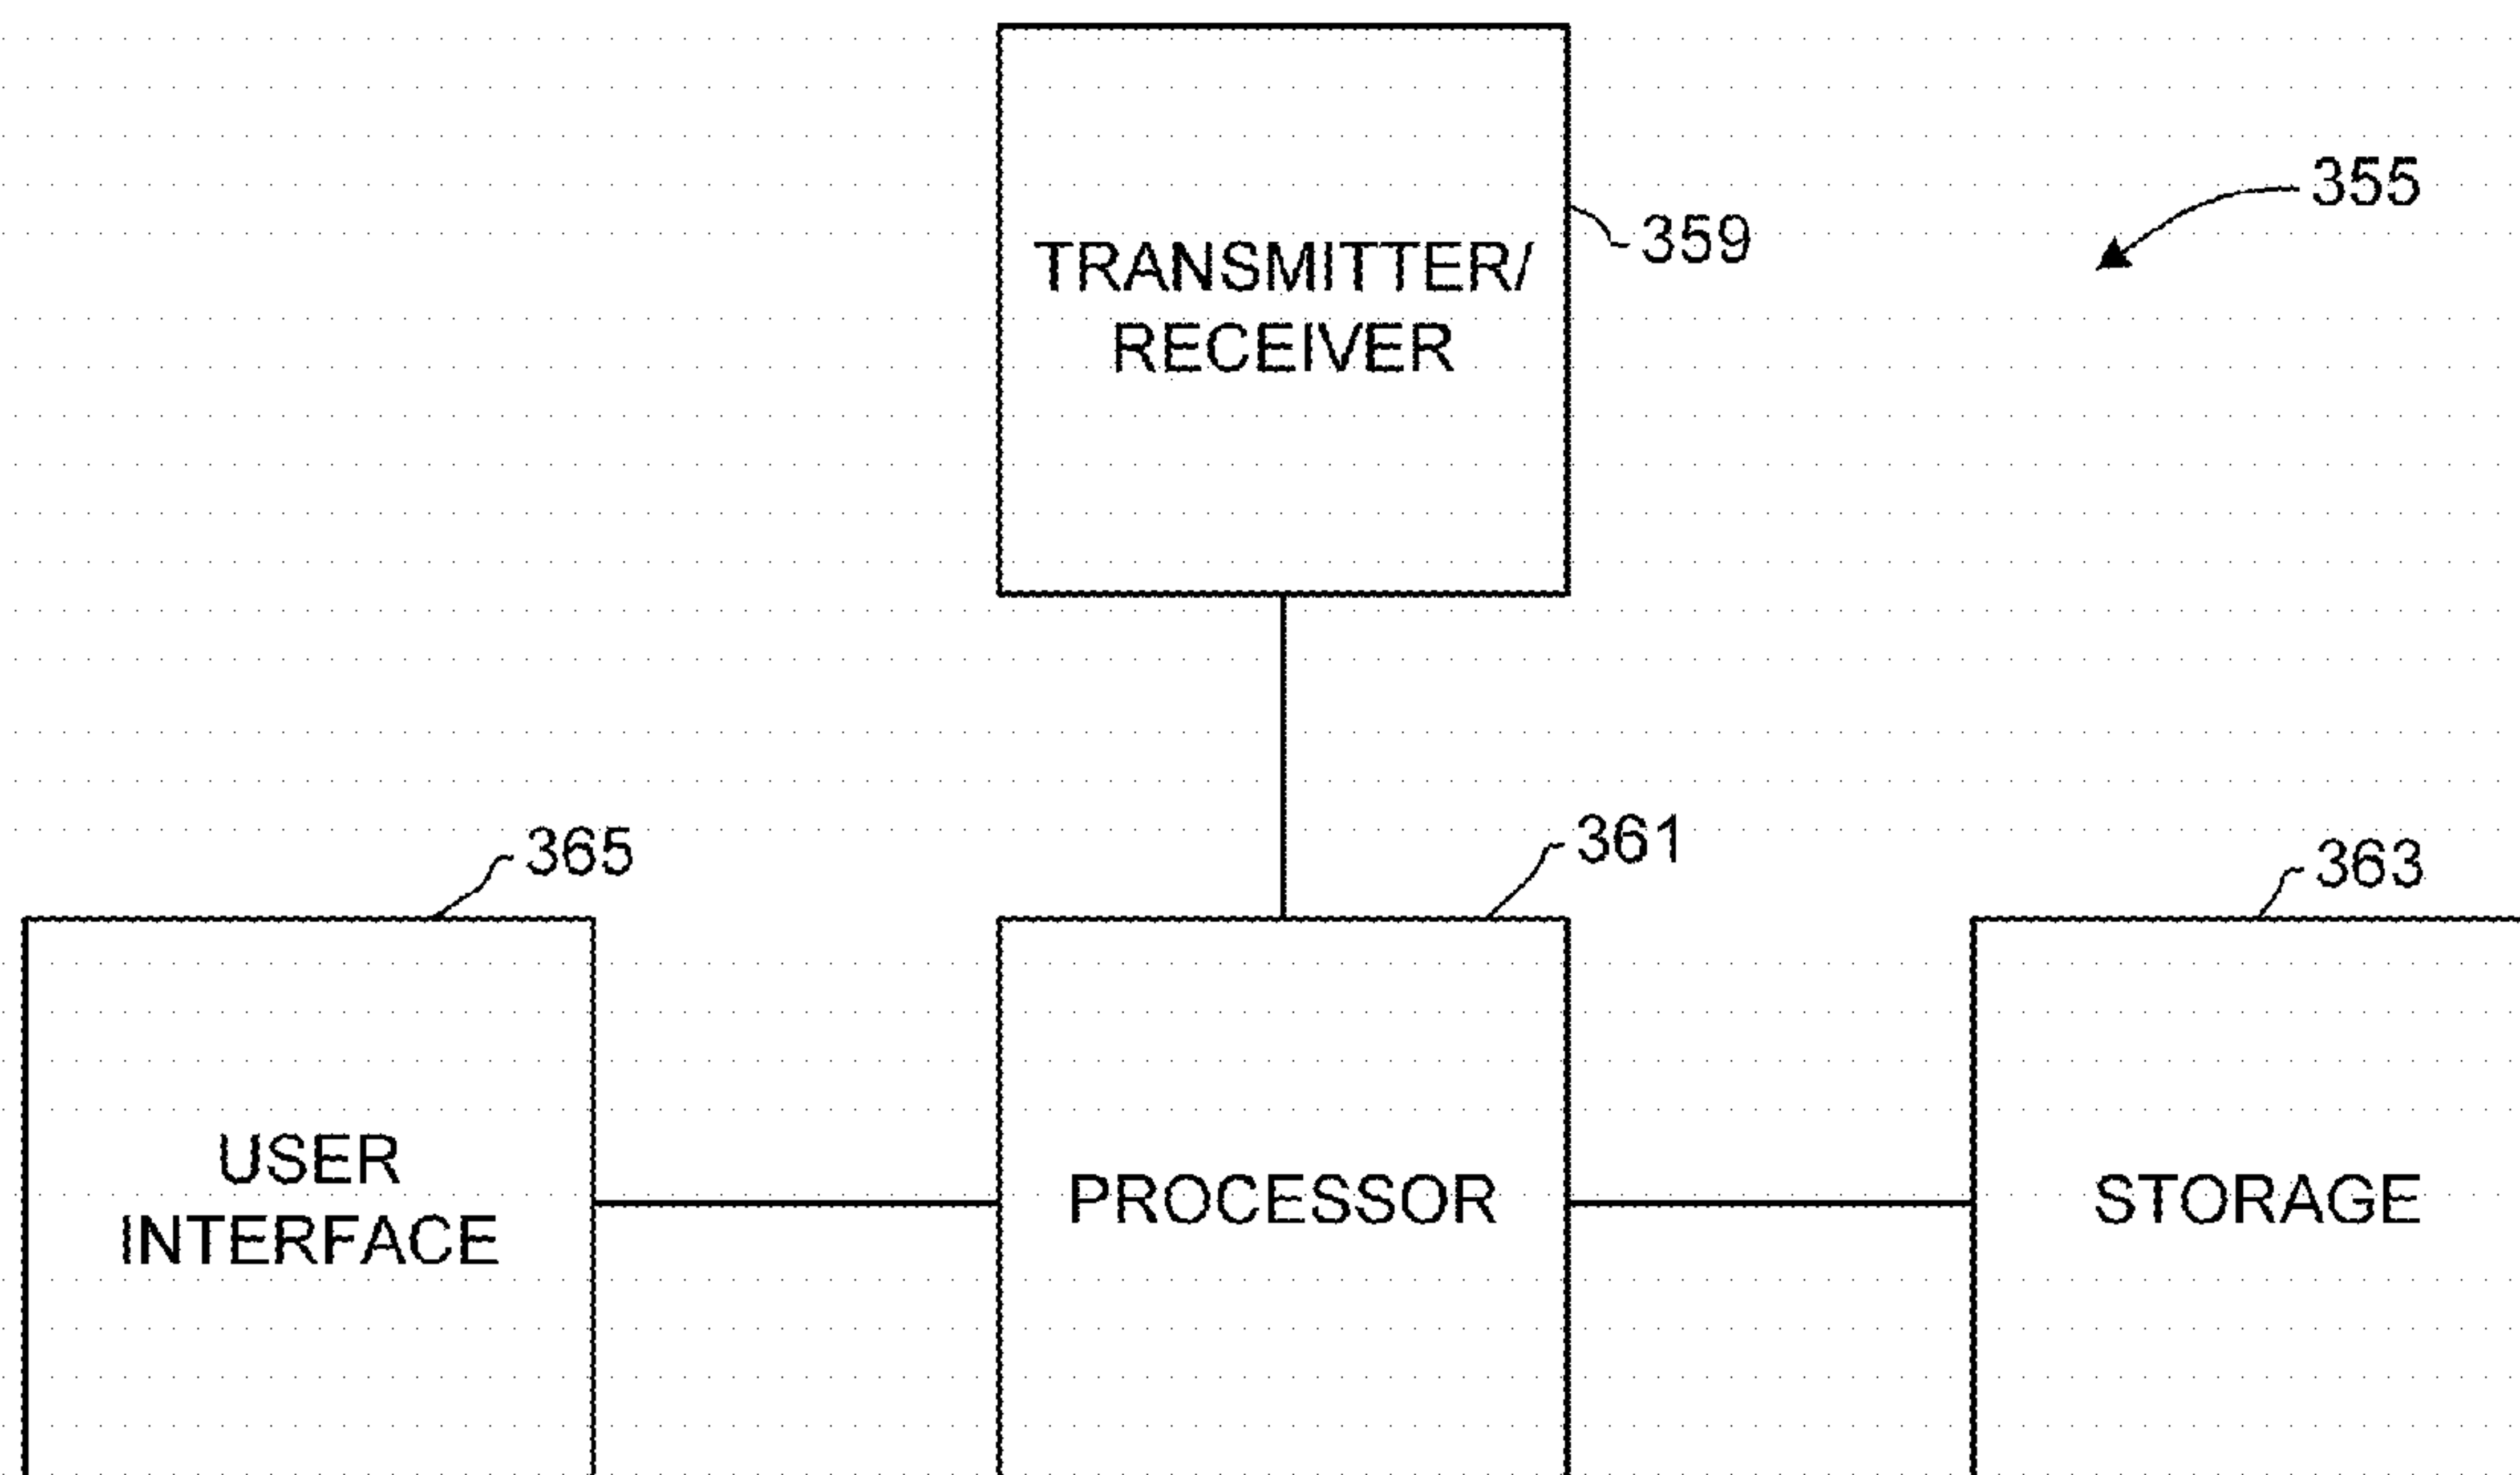 355
359
TRANSMITTER/
RECEIVER
365
361
363
USER
INTERFACE
PROCESSOR
STORAGE